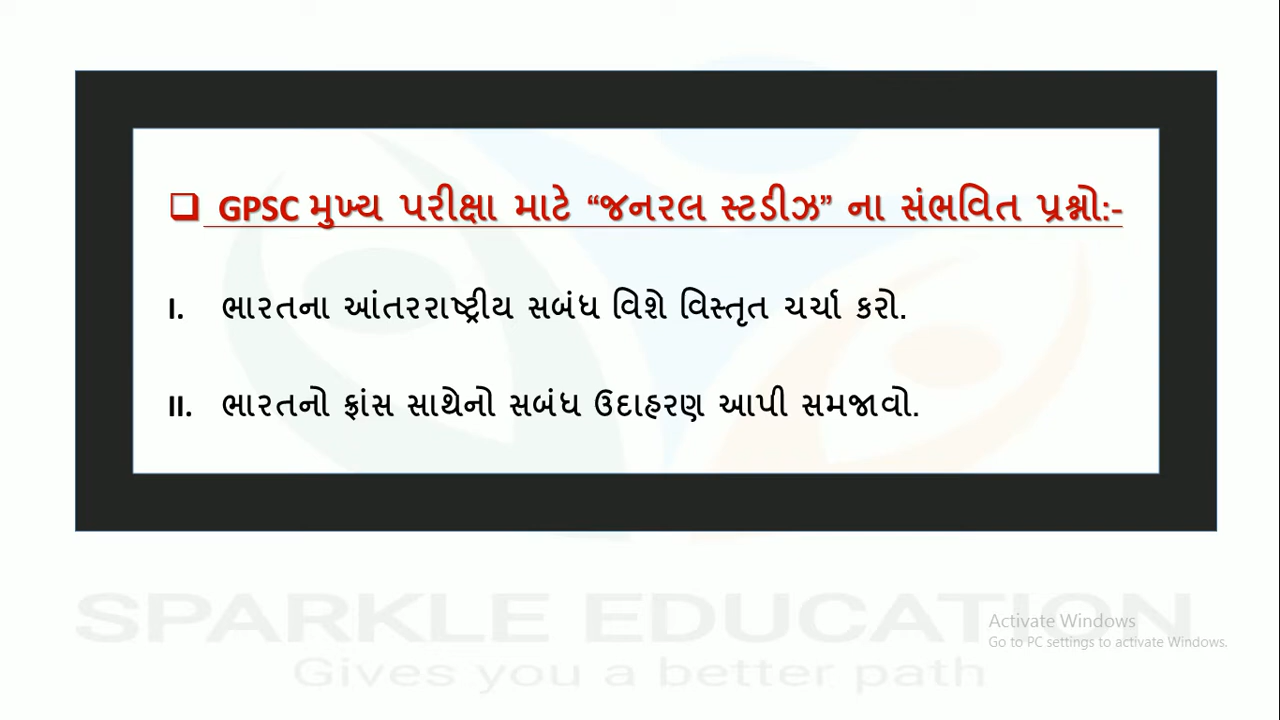 ❑ GPSC મુખ્ય પરીક્ષા માટે “જનરલ સ્ટડીઝ” ના સંભવિત પ્રશ્નો:-
I. ભારતના આંતરરાષ્ટ્રીય સબંધ વિશે વિસ્તૃત ચર્ચા કરો.
II. ભારતનો ફ્રાંસ સાથેનો સબંધ ઉદાહરણ આપી સમજાવો.
SPARKLE EDUCATION
Activate Windows
Go to PC settings to activate Windows.
Gives you a better path